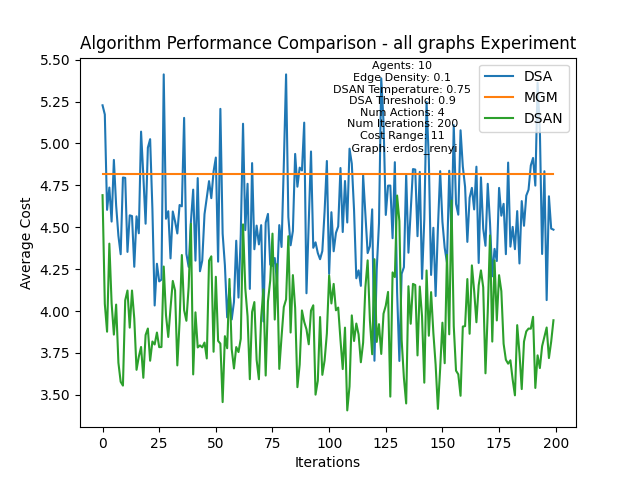 Algorithm Performance Comparison - all graphs Experiment
5.50
5.25
5.00
4.75
4.50
4.25
4.00
3.75
3.50
Average Cost
Agents: 10
Edge Density: 0.1
DSAN Temperature: 0.75
DSA Threshold: 0.9
Num Actions: 4
Num Iterations: 200
Cost Range: 11
Graph: erdos_renyi
DSA
MGM
DSAN
0 25 50 75 100 125 150 175 200
Iterations